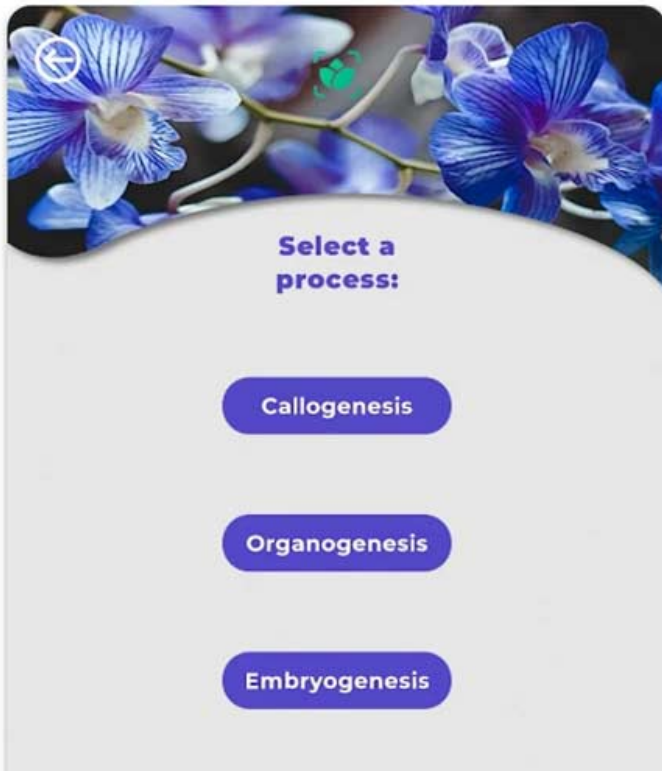 Select a
process:
Callogenesis
Organogenesis
Embryogenesis